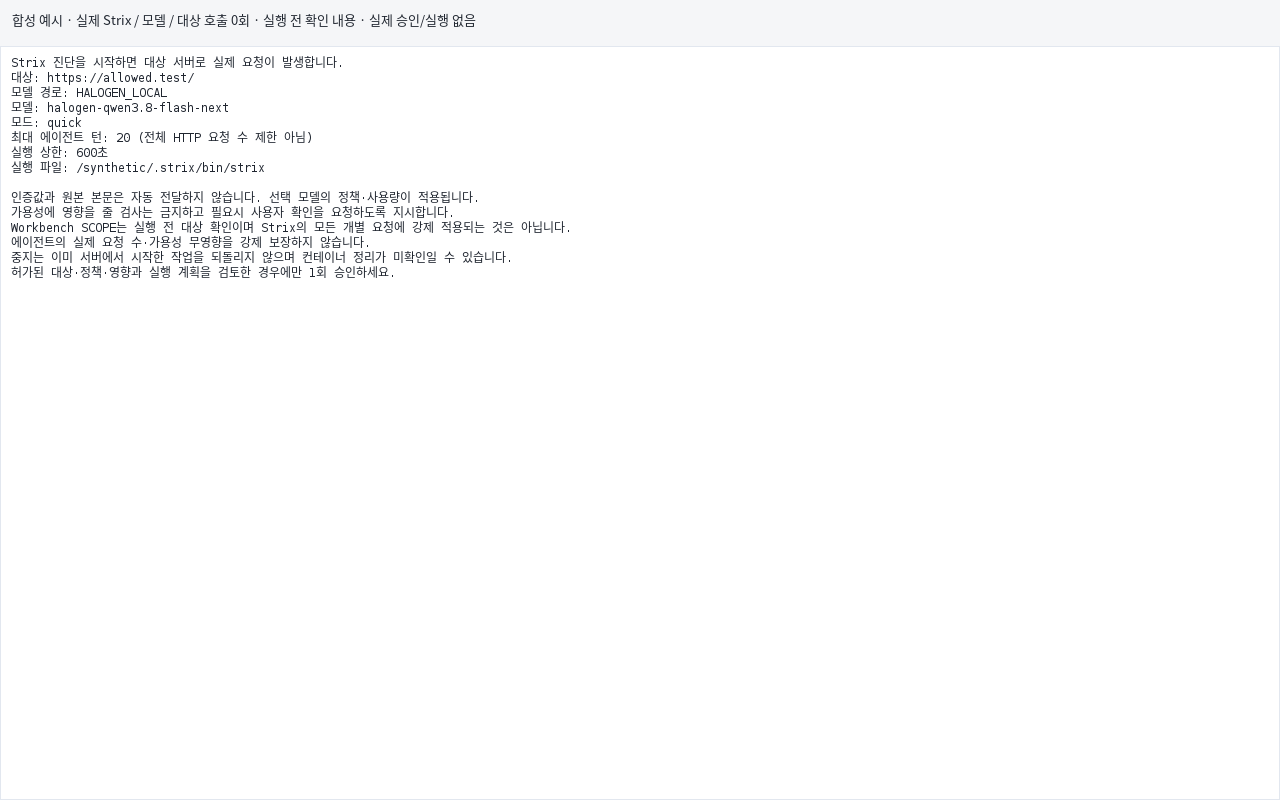 합성 예시 · 실제 Strix / 모델 / 대상 호출 0회 · 실행 전 확인 내용 · 실제 승인/실행 없음
Strix 진단을 시작하면 대상 서버로 실제 요청이 발생합니다.
대상: https://allowed.test/
모델 경로: HALOGEN_LOCAL
모델: halogen-qwen3.8-flash-next
모드: quick
최대 에이전트 턴: 20 (전체 HTTP 요청 수 제한 아님)
실행 상한: 600초
실행 파일: /synthetic/.strix/bin/strix
인증값과 원본 본문은 자동 전달하지 않습니다. 선택 모델의 정책·사용량이 적용됩니다.
가용성에 영향을 줄 검사는 금지하고 필요시 사용자 확인을 요청하도록 지시합니다.
Workbench SCOPE는 실행 전 대상 확인이며 Strix의 모든 개별 요청에 강제 적용되는 것은 아닙니다.
에이전트의 실제 요청 수·가용성 무영향을 강제 보장하지 않습니다.
중지는 이미 서버에서 시작한 작업을 되돌리지 않으며 컨테이너 정리가 미확인일 수 있습니다.
허가된 대상·정책·영향과 실행 계획을 검토한 경우에만 1회 승인하세요.